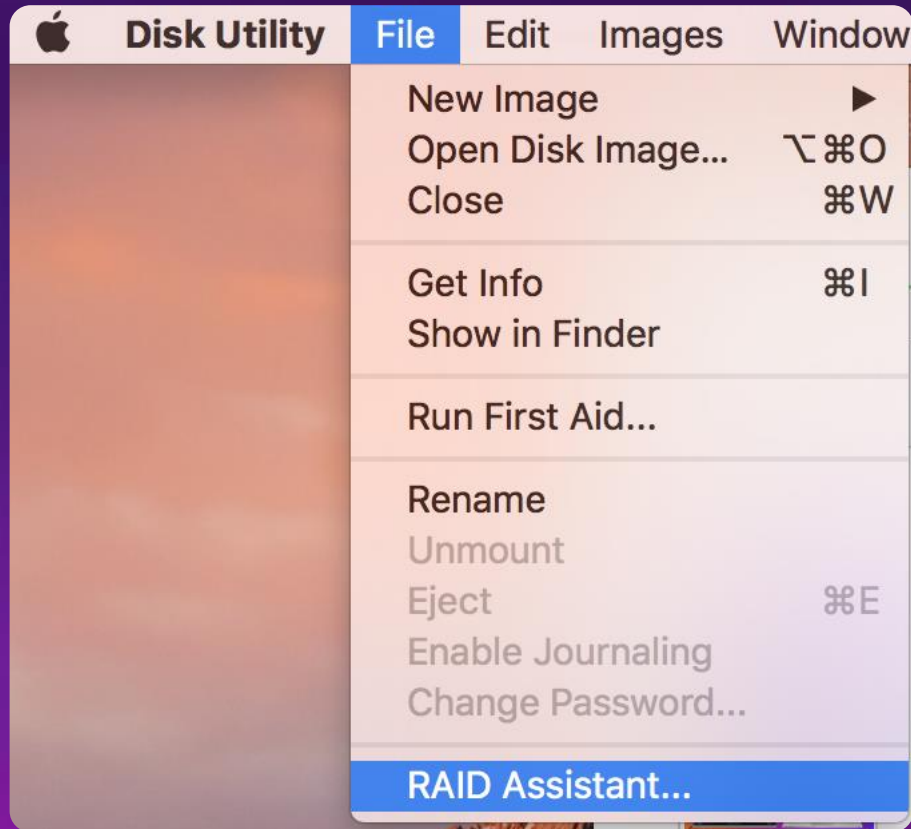 Disk Utility File Edit Images Window
New Image
Open Disk Image... ⌥⌘O
Close ⌘W
Get Info ⌘I
Show in Finder
Run First Aid...
Rename
Unmount
Eject ⌘E
Enable Journaling
Change Password...
RAID Assistant...